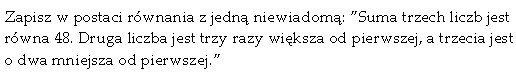 Zapisz w postaci równania z jedną niewiadomą: "Suma trzech liczb jest
równa 48. Druga liczba jest trzy razy większa od pierwszej, a trzecia jest
o dwa mniejsza od pierwszej."